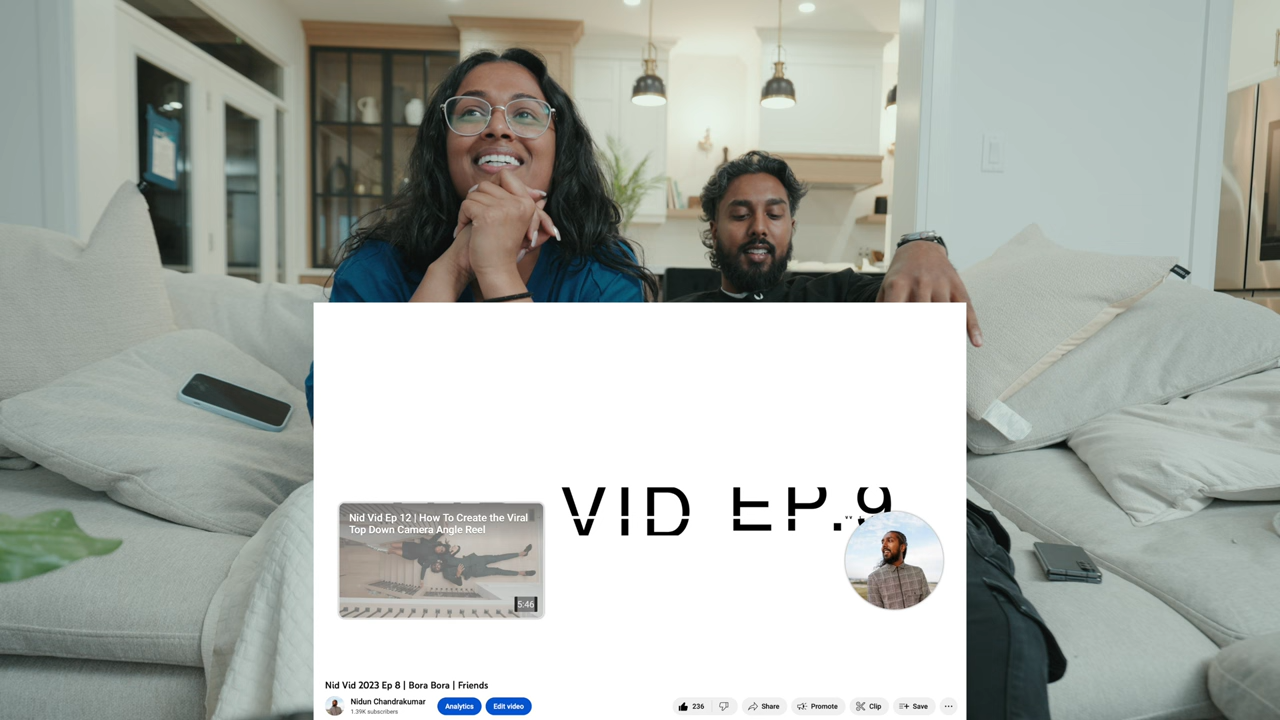 VID EP.9
Nid Vid Ep 12 | How To Create the Viral
Top Down Camera Angle Reel
5:46
Nid Vid 2023 Ep 8 | Bora Bora | Friends
Nidun Chandrakumar
1.39K subscribers
Analytics
Edit video
236
Share
Promote
Clip
Save